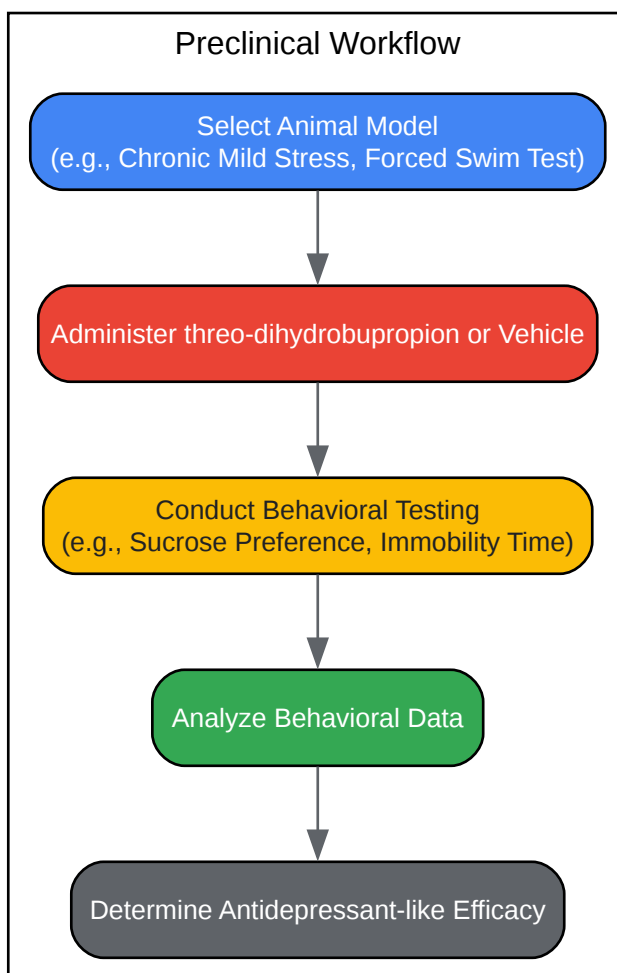 Preclinical Workflow
Select Animal Model
(e.g., Chronic Mild Stress, Forced Swim Test)
Administer threo-dihydrobupropion or Vehicle
Conduct Behavioral Testing
(e.g., Sucrose Preference, Immobility Time)
Analyze Behavioral Data
Determine Antidepressant-like Efficacy